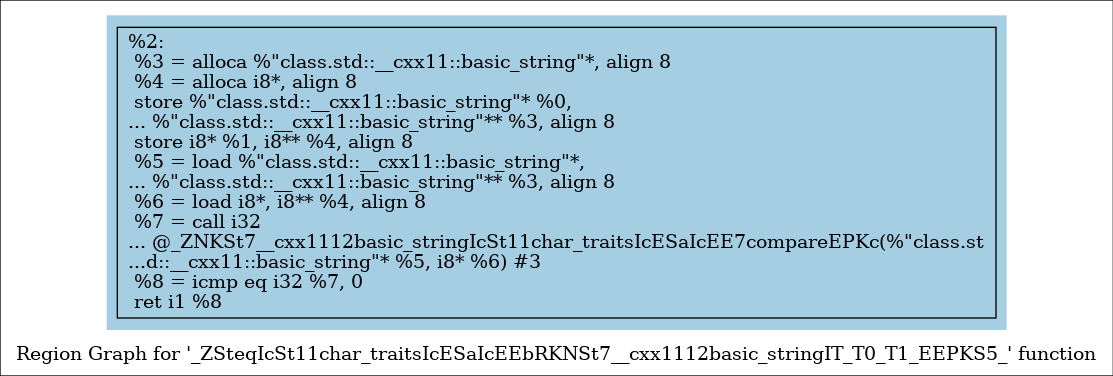 %2:
%3 = alloca %"class.std::__cxx11::basic_string"*, align 8
%4 = alloca i8*, align 8
store %"class.std::__cxx11::basic_string"* %0,
... %"class.std::__cxx11::basic_string"** %3, align 8
store i8* %1, i8** %4, align 8
%5 = load %"class.std::__cxx11::basic_string"*,
... %"class.std::__cxx11::basic_string"** %3, align 8
%6 = load i8*, i8** %4, align 8
%7 = call i32
... @_ZNKSt7__cxx1112basic_stringIcSt11char_traitsIcESaIcEE7compareEPKc(%"class.st
...d::__cxx11::basic_string"* %5, i8* %6) #3
%8 = icmp eq i32 %7, 0
ret i1 %8
Region Graph for '_ZSteqIcSt11char_traitsIcESaIcEEbRKNSt7__cxx1112basic_stringIT_T0_T1_EEPKS5_' function